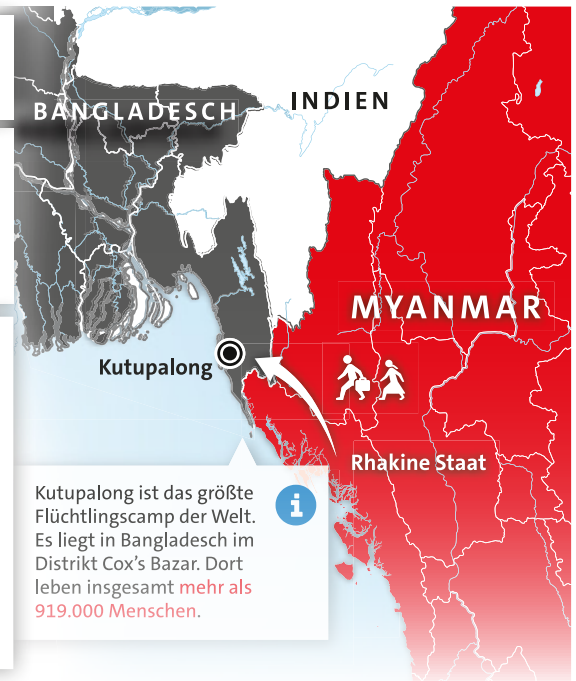 BANGLADESCH
INDIEN
MYANMAR
Kutupalong
Rhakine Staat
Kutupalong ist das größte
Flüchtlingscamp der Welt.
Es liegt in Bangladesch im
Distrikt Cox's Bazar. Dort
leben insgesamt mehr als
919.000 Menschen.
i